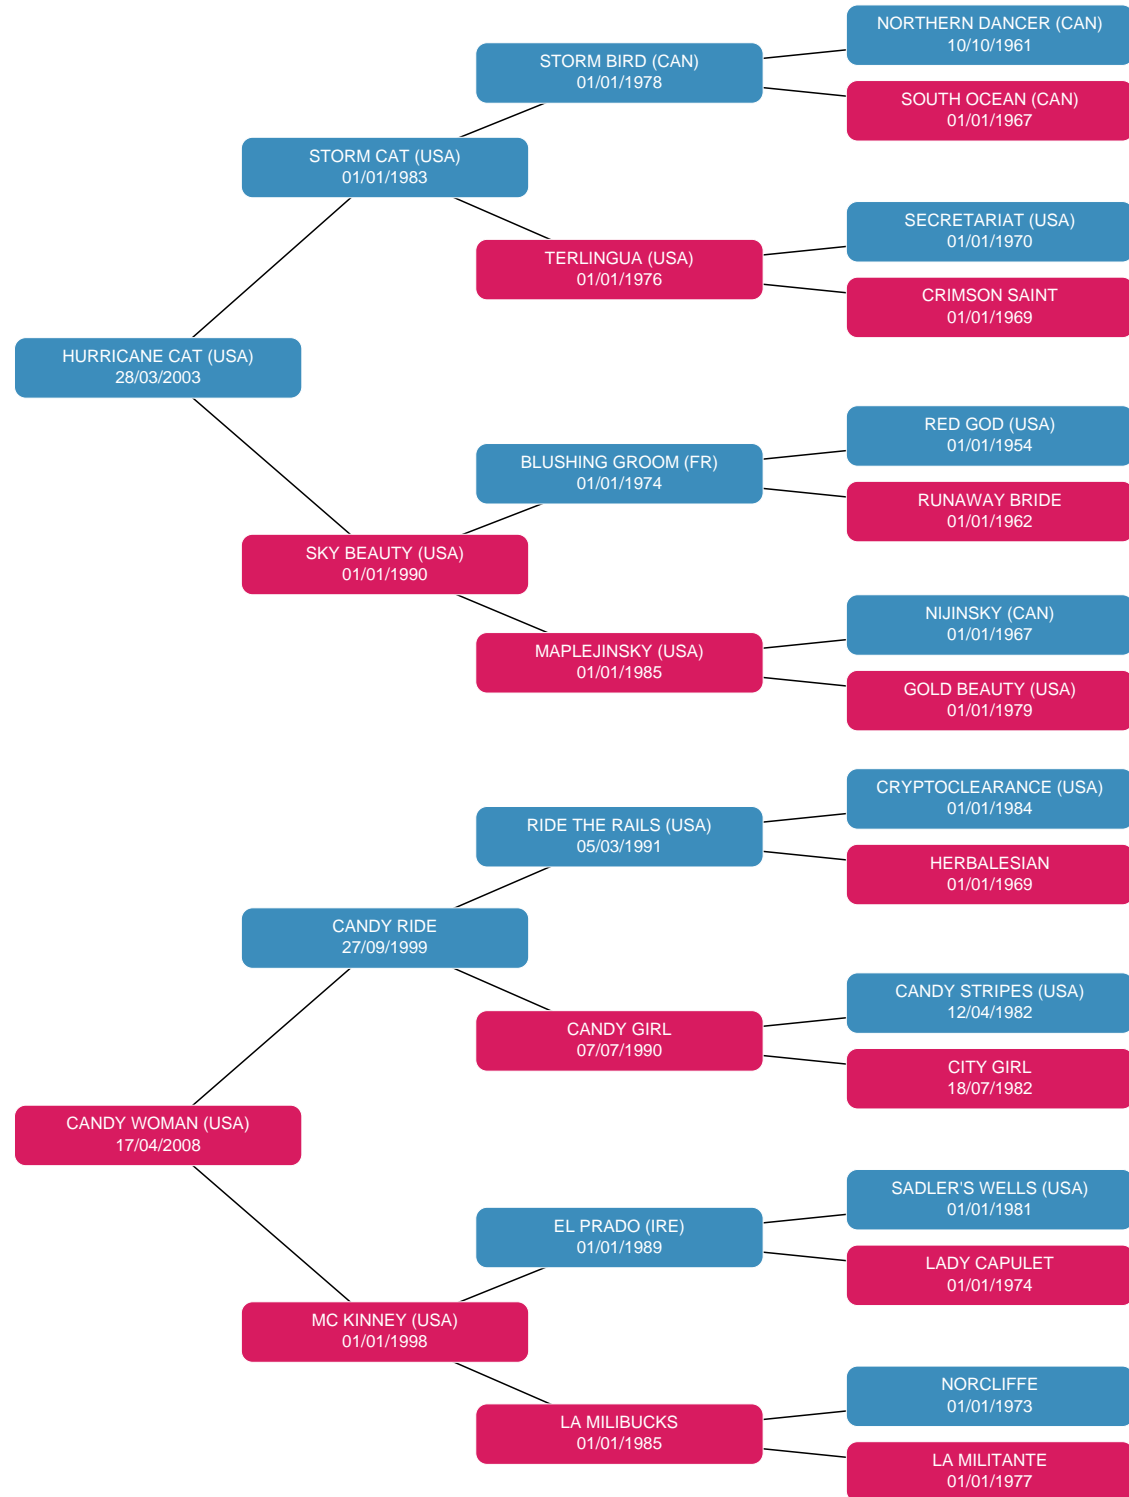 NORTHERN DANCER (CAN)
10/10/1961
STORM BIRD (CAN)
01/01/1978
SOUTH OCEAN (CAN)
01/01/1967
STORM CAT (USA)
01/01/1983
SECRETARIAT (USA)
01/01/1970
TERLINGUA (USA)
01/01/1976
CRIMSON SAINT
01/01/1969
HURRICANE CAT (USA)
28/03/2003
RED GOD (USA)
01/01/1954
BLUSHING GROOM (FR)
01/01/1974
RUNAWAY BRIDE
01/01/1962
SKY BEAUTY (USA)
01/01/1990
NIJINSKY (CAN)
01/01/1967
MAPLEJINSKY (USA)
01/01/1985
GOLD BEAUTY (USA)
01/01/1979
CRYPTOCLEARANCE (USA)
01/01/1984
RIDE THE RAILS (USA)
05/03/1991
HERBALESIAN
01/01/1969
CANDY RIDE
27/09/1999
CANDY STRIPES (USA)
12/04/1982
CANDY GIRL
07/07/1990
CITY GIRL
18/07/1982
CANDY WOMAN (USA)
17/04/2008
SADLER'S WELLS (USA)
01/01/1981
EL PRADO (IRE)
01/01/1989
LADY CAPULET
01/01/1974
MC KINNEY (USA)
01/01/1998
NORCLIFFE
01/01/1973
LA MILIBUCKS
01/01/1985
LA MILITANTE
01/01/1977